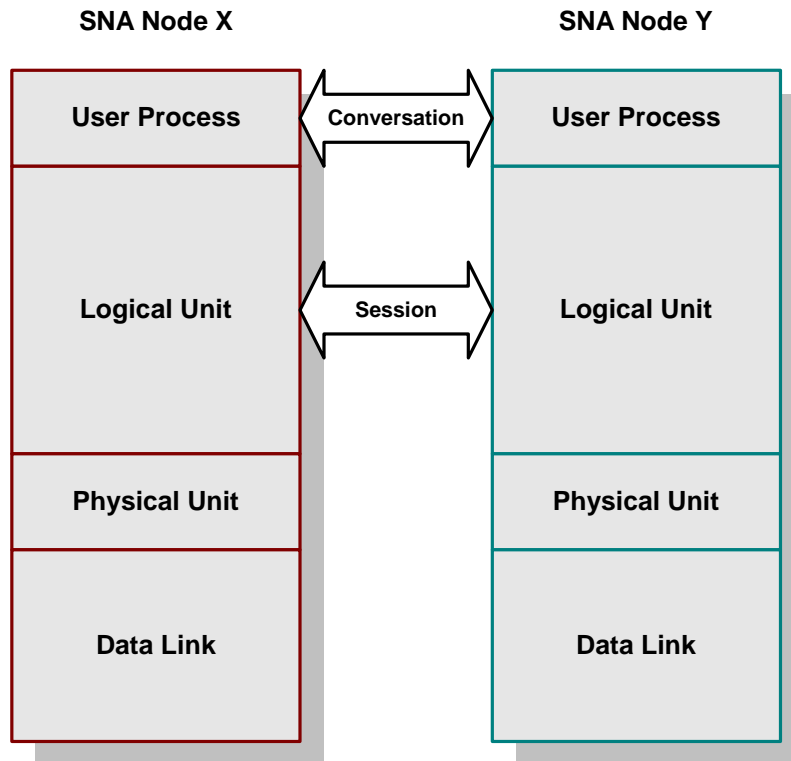 SNA Node X
SNA Node Y
User Process
Conversation
User Process
Logical Unit
Session
Logical Unit
Physical Unit
Physical Unit
Data Link
Data Link